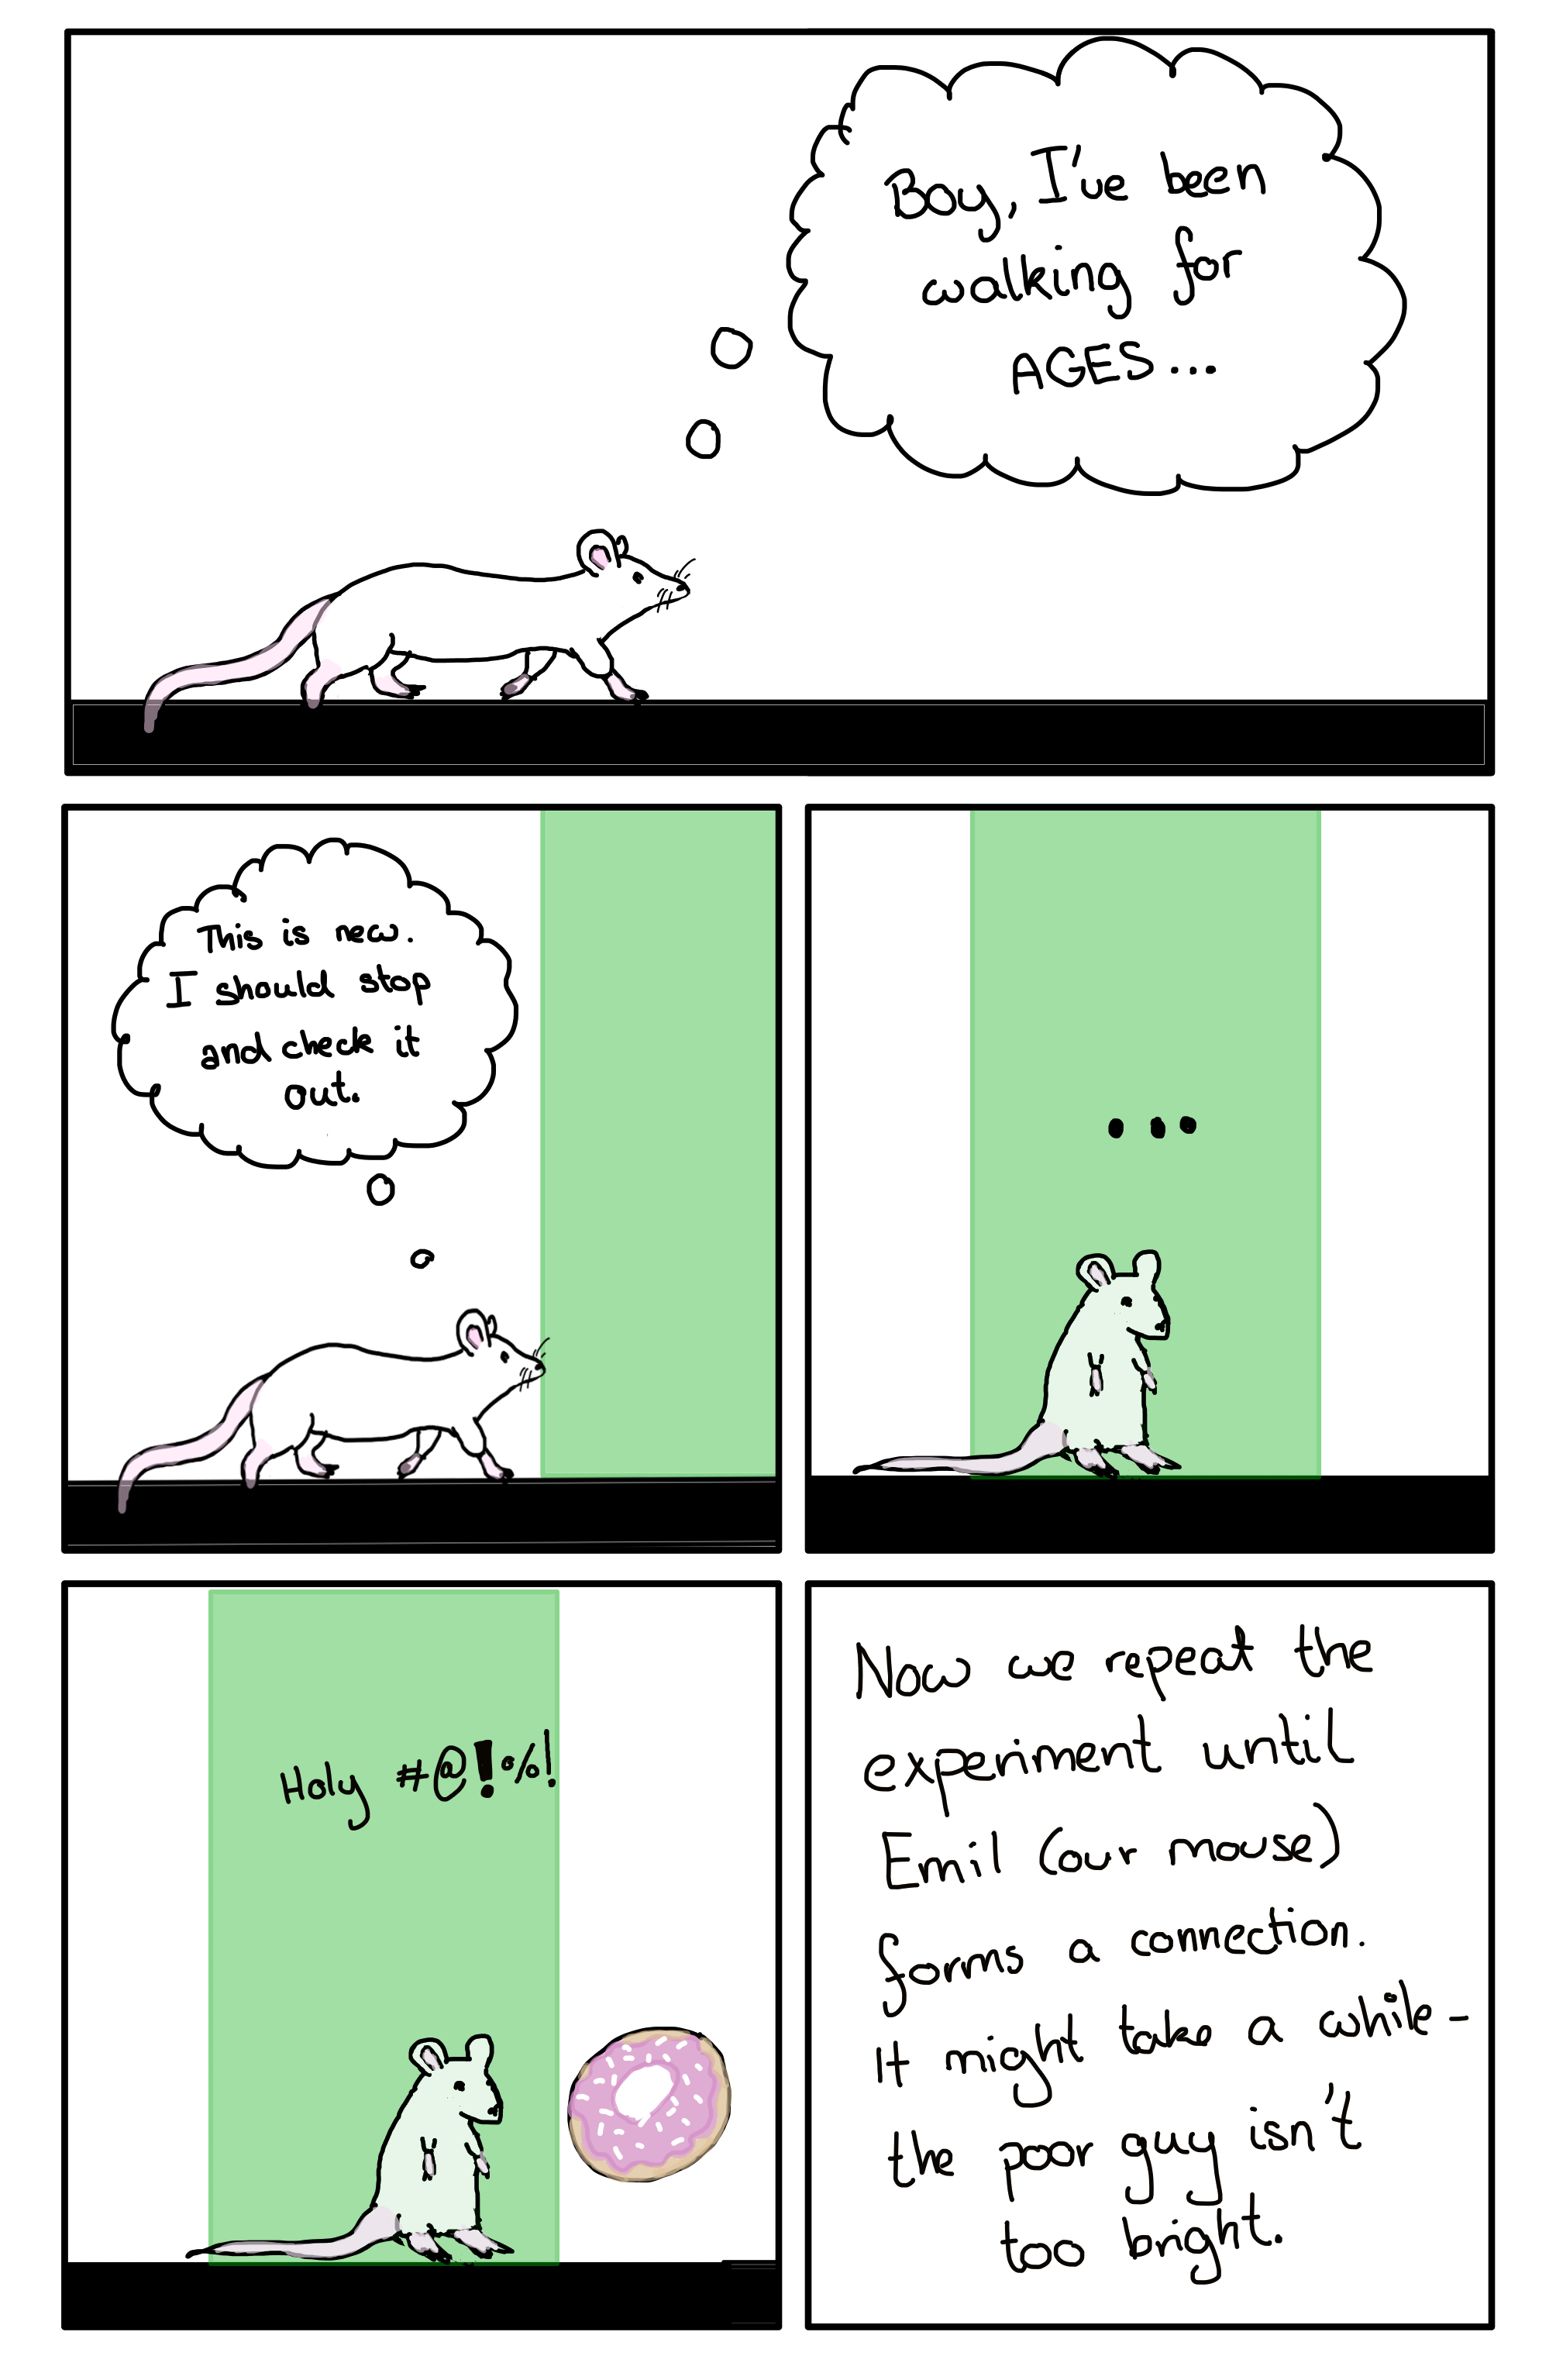 Boy, I've been
walking for
AGES...
This is new.
I should stop
and check it
out.
...
Holy #@!%!
Now we repeat the
experiment until
Emil (our mouse)
forms a connection.
It might take a while-
the poor guy isn't
too bright.